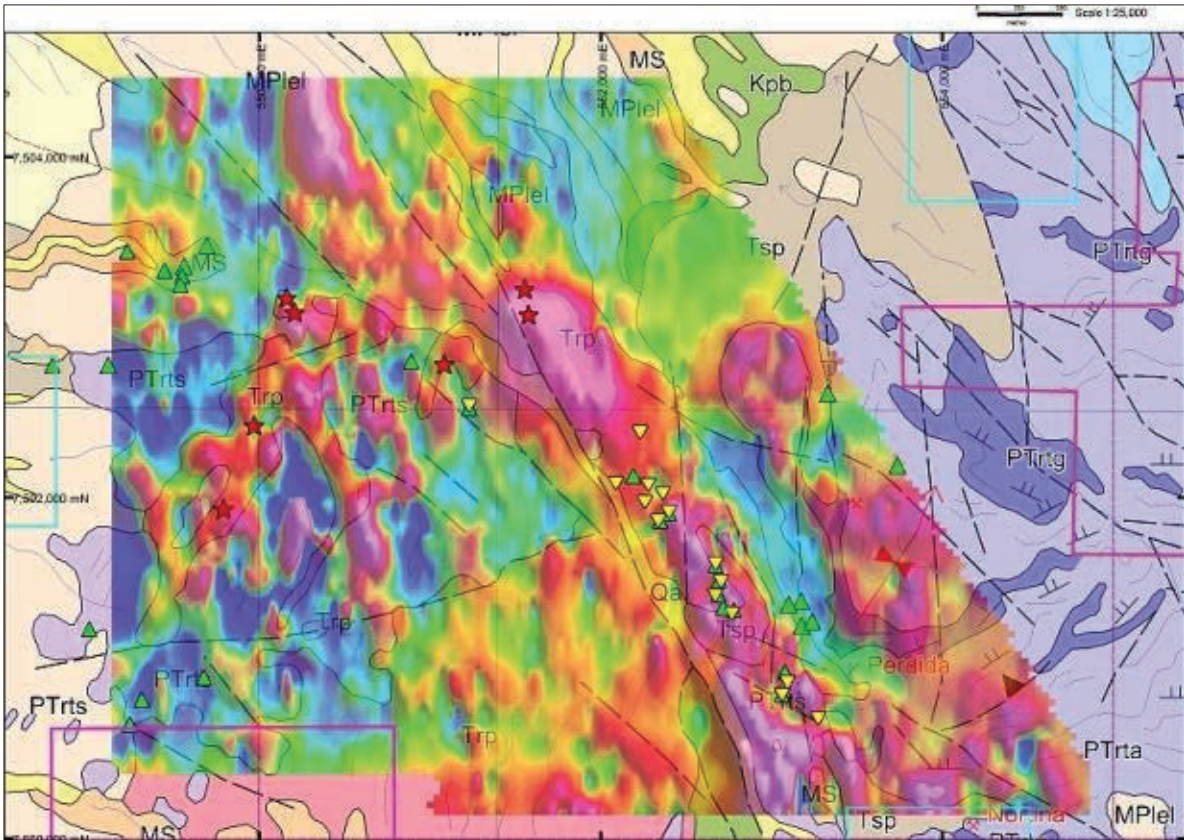 Scale 1:25,000
MS
MPlel
Kpb
MPlel
7,504,000 mN
MPlel
Tsp
PTrtg
MS
Trp
PTrts
Trp
PTrts
PTrtg
7,502,000 mN
Qa
Trp
Tsp
Perdida
PTrts
PTrts
PTrts
Trp
PTrta
MS
MPlel
Tsp
MS